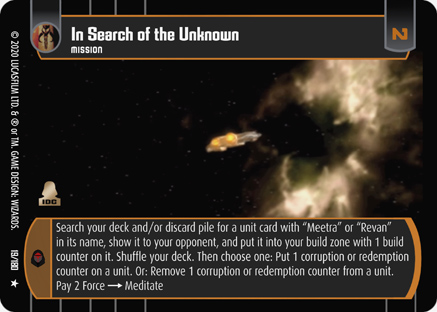 In Search of the Unknown
MISSION
N
© 2020 LUCASFILM LTD. & ® or TM. GAME DESIGN: WIZARDS.
IDC
Search your deck and/or discard pile for a unit card with “Meetra” or “Revan”
in its name, show it to your opponent, and put it into your build zone with 1 build
counter on it. Shuffle your deck. Then choose one: Put 1 corruption or redemption
counter on a unit. Or: Remove 1 corruption or redemption counter from a unit.
Pay 2 Force → Meditate
★